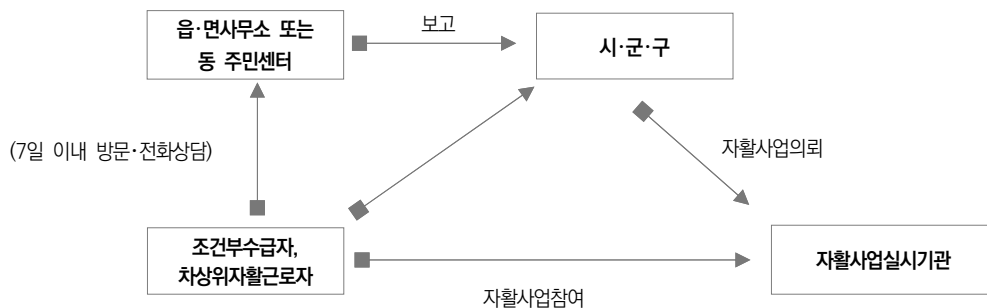 읍·면사무소 또는
동 주민센터
보고
시·군·구
(7일 이내 방문·전화상담)
자활사업의뢰
조건부수급자,
차상위자활근로자
자활사업실시기관
자활사업참여